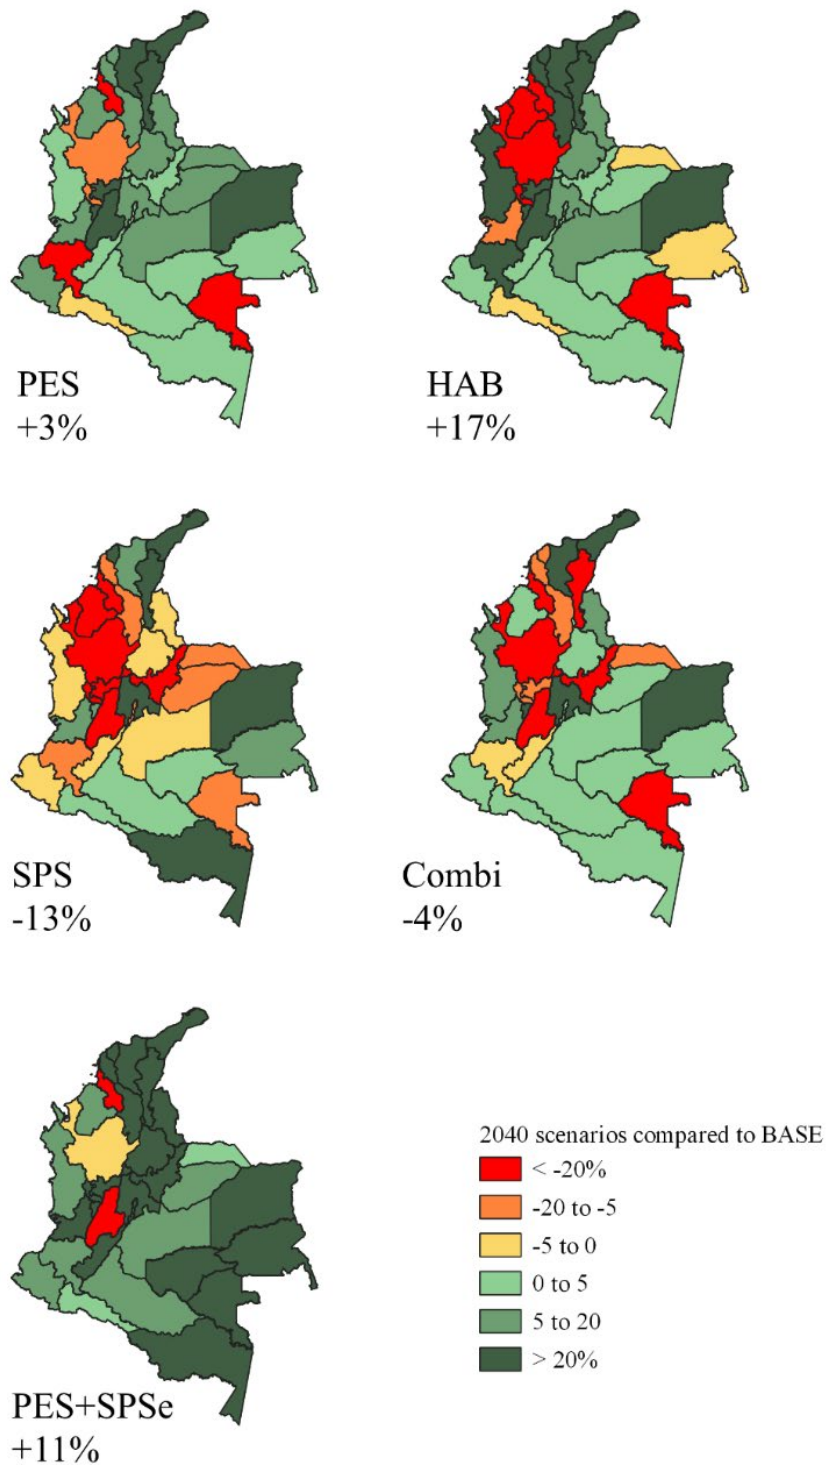 PES
+3%
HAB
+17%
SPS
-13%
Combi
-4%
PES+SPSe
+11%
2040 scenarios compared to BASE
< -20%
-20 to -5
-5 to 0
0 to 5
5 to 20
> 20%